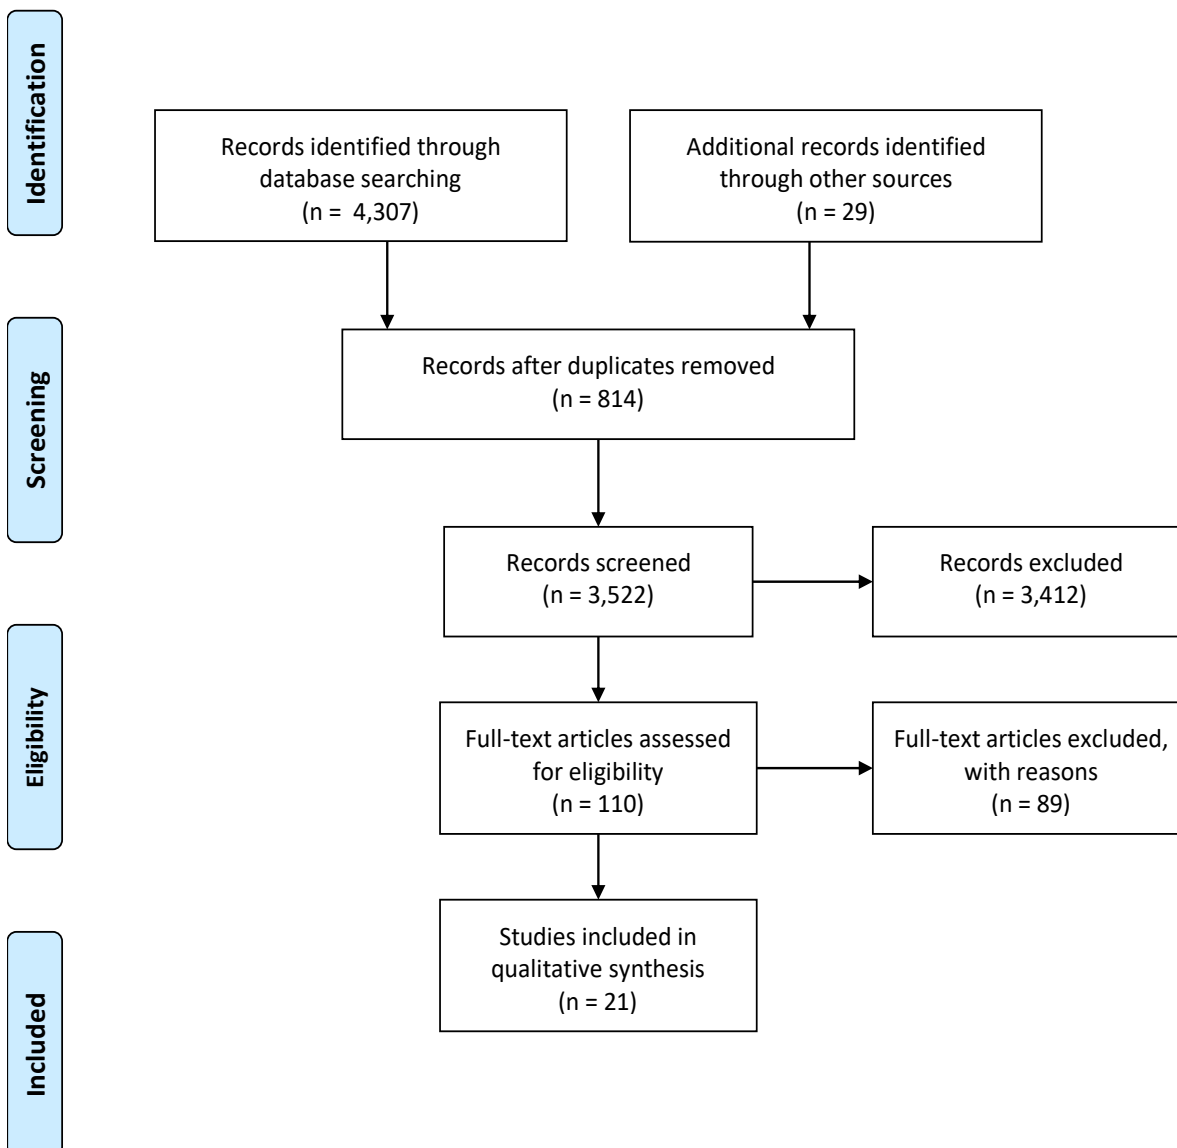 Identification
Records identified through
database searching
(n =  4,307)
Additional records identified
through other sources
(n = 29)
Screening
Records after duplicates removed
(n = 814)
Records screened
(n = 3,522)
Records excluded
(n = 3,412)
Eligibility
Full-text articles assessed
for eligibility
(n = 110)
Full-text articles excluded,
with reasons
(n = 89)
Included
Studies included in
qualitative synthesis
(n = 21)